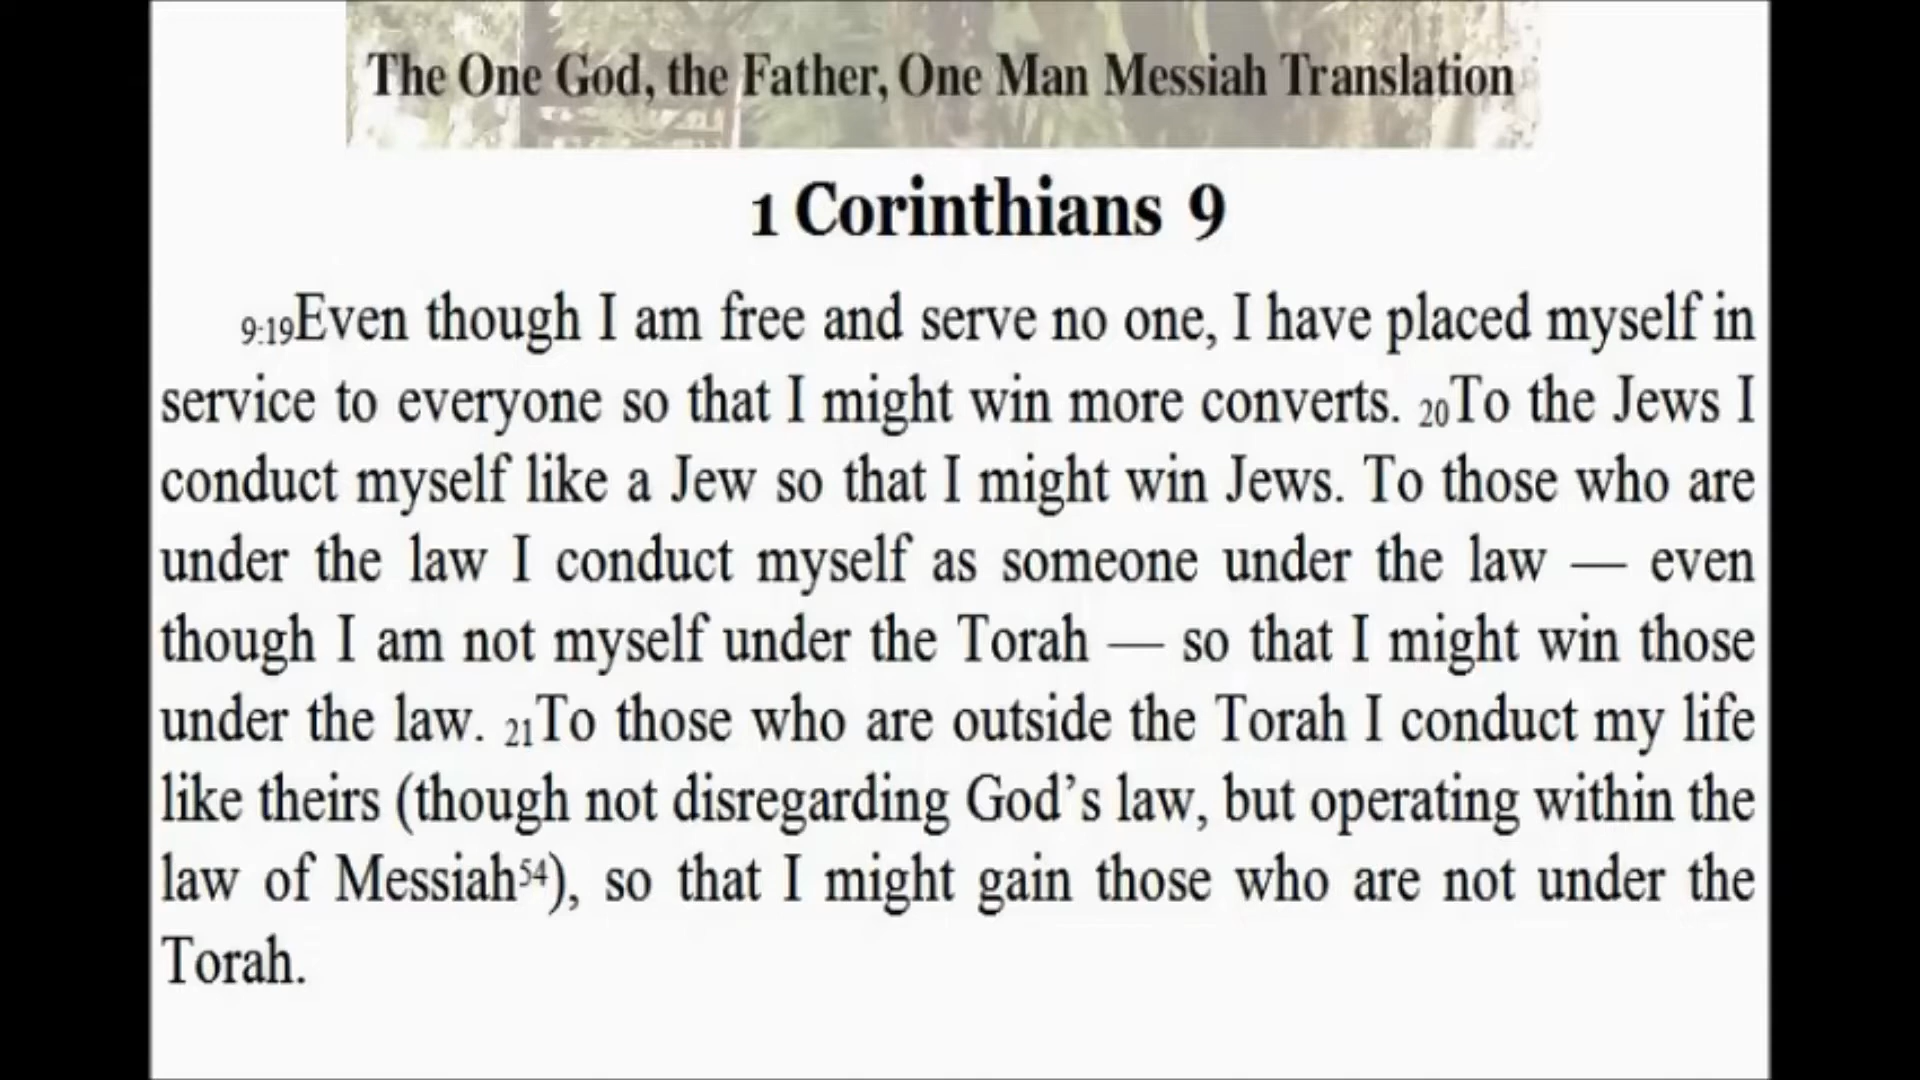 The One God, the Father, One Man Messiah Translation
1 Corinthians 9
9:19Even though I am free and serve no one, I have placed myself in
service to everyone so that I might win more converts. 20To the Jews I
conduct myself like a Jew so that I might win Jews. To those who are
under the law I conduct myself as someone under the law — even
though I am not myself under the Torah — so that I might win those
under the law. 21To those who are outside the Torah I conduct my life
like theirs (though not disregarding God’s law, but operating within the
law of Messiah54), so that I might gain those who are not under the
Torah.